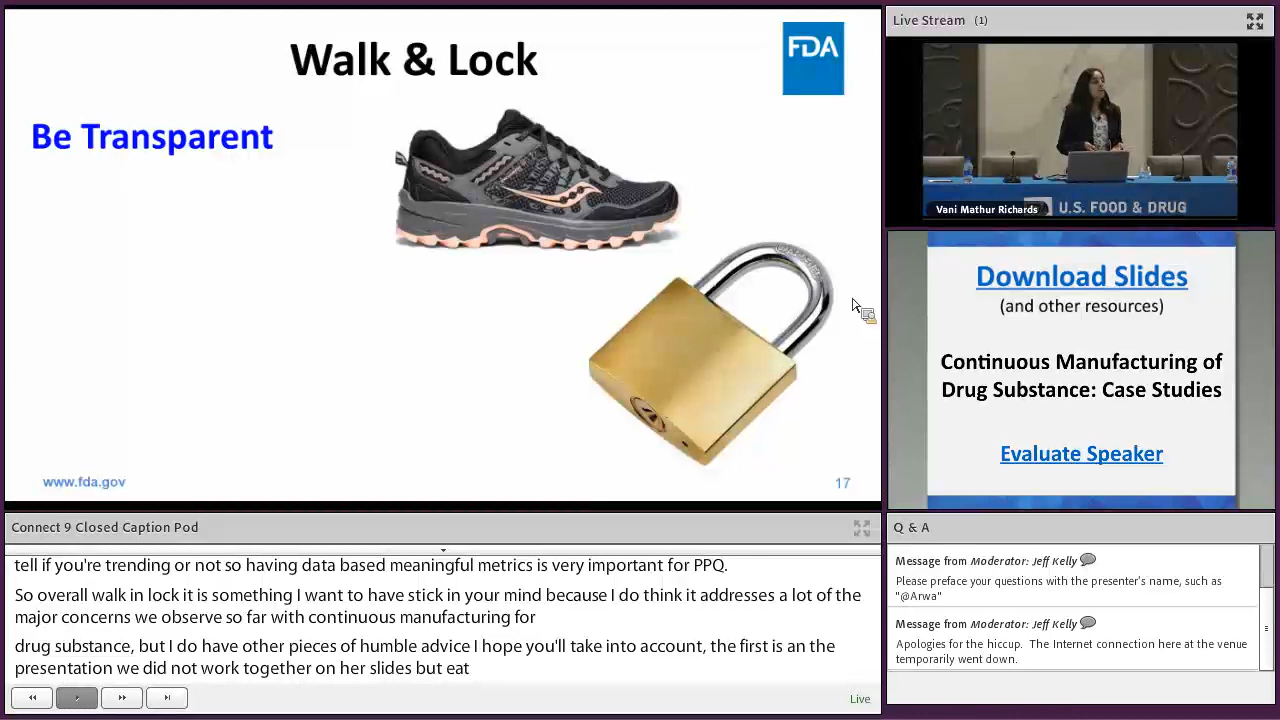 Walk & Lock
FDA
Be Transparent
www.fda.gov
17
Live Stream (1)
Vani Mathur Richards
U.S. FOOD & DRUG
Download Slides
(and other resources)
Continuous Manufacturing of
Drug Substance: Case Studies
Evaluate Speaker
Connect 9 Closed Caption Pod
tell if you're trending or not so having data based meaningful metrics is very important for PPQ.
So overall walk in lock it is something I want to have stick in your mind because I do think it addresses a lot of the
major concerns we observe so far with continuous manufacturing for
drug substance, but I do have other pieces of humble advice I hope you'll take into account, the first is an the
presentation we did not work together on her slides but eat
Live
Q & A
Message from Moderator: Jeff Kelly
Please preface your questions with the presenter's name, such as
"@Arwa"
Message from Moderator: Jeff Kelly
Apologies for the hiccup. The Internet connection here at the venue
temporarily went down.